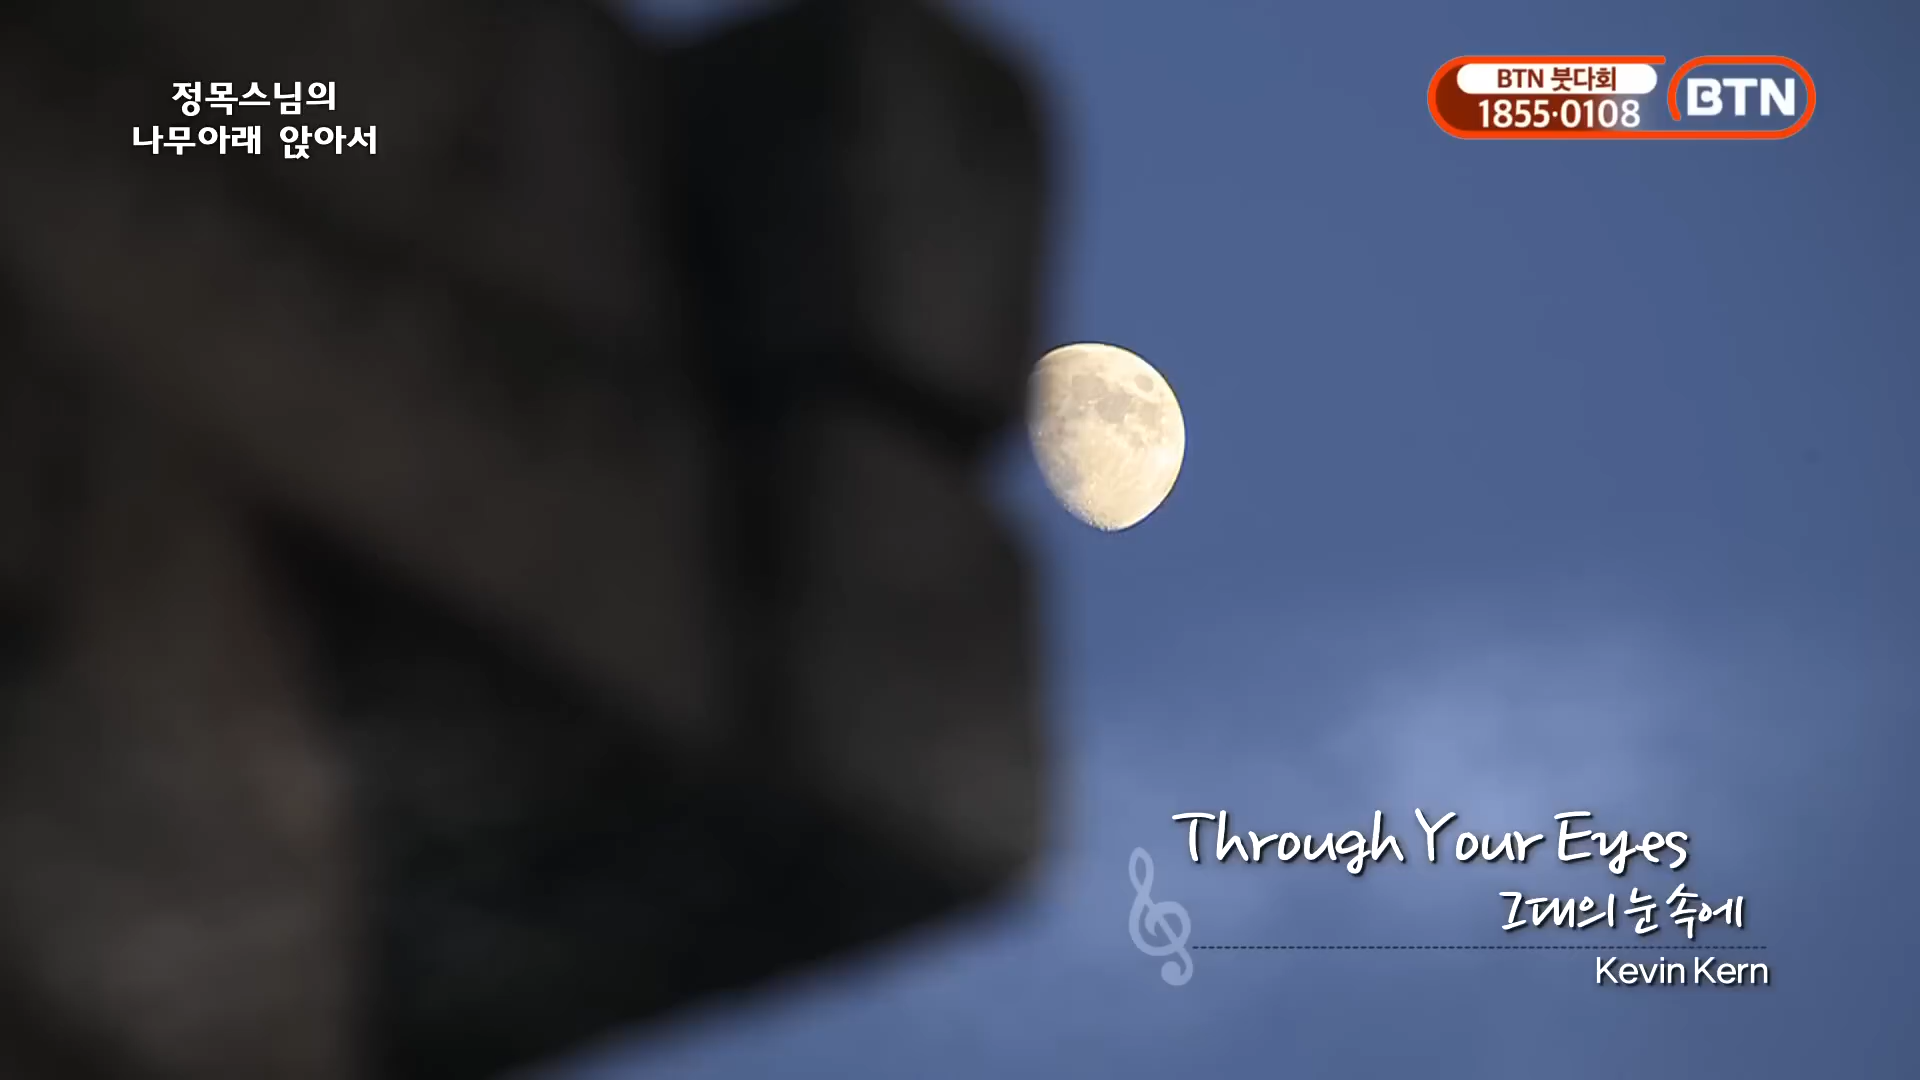 정목스님의
나무아래 앉아서
BTN 붓다회
1855·0108
BTN
Through Your Eyes
그대의 눈 속에
Kevin Kern